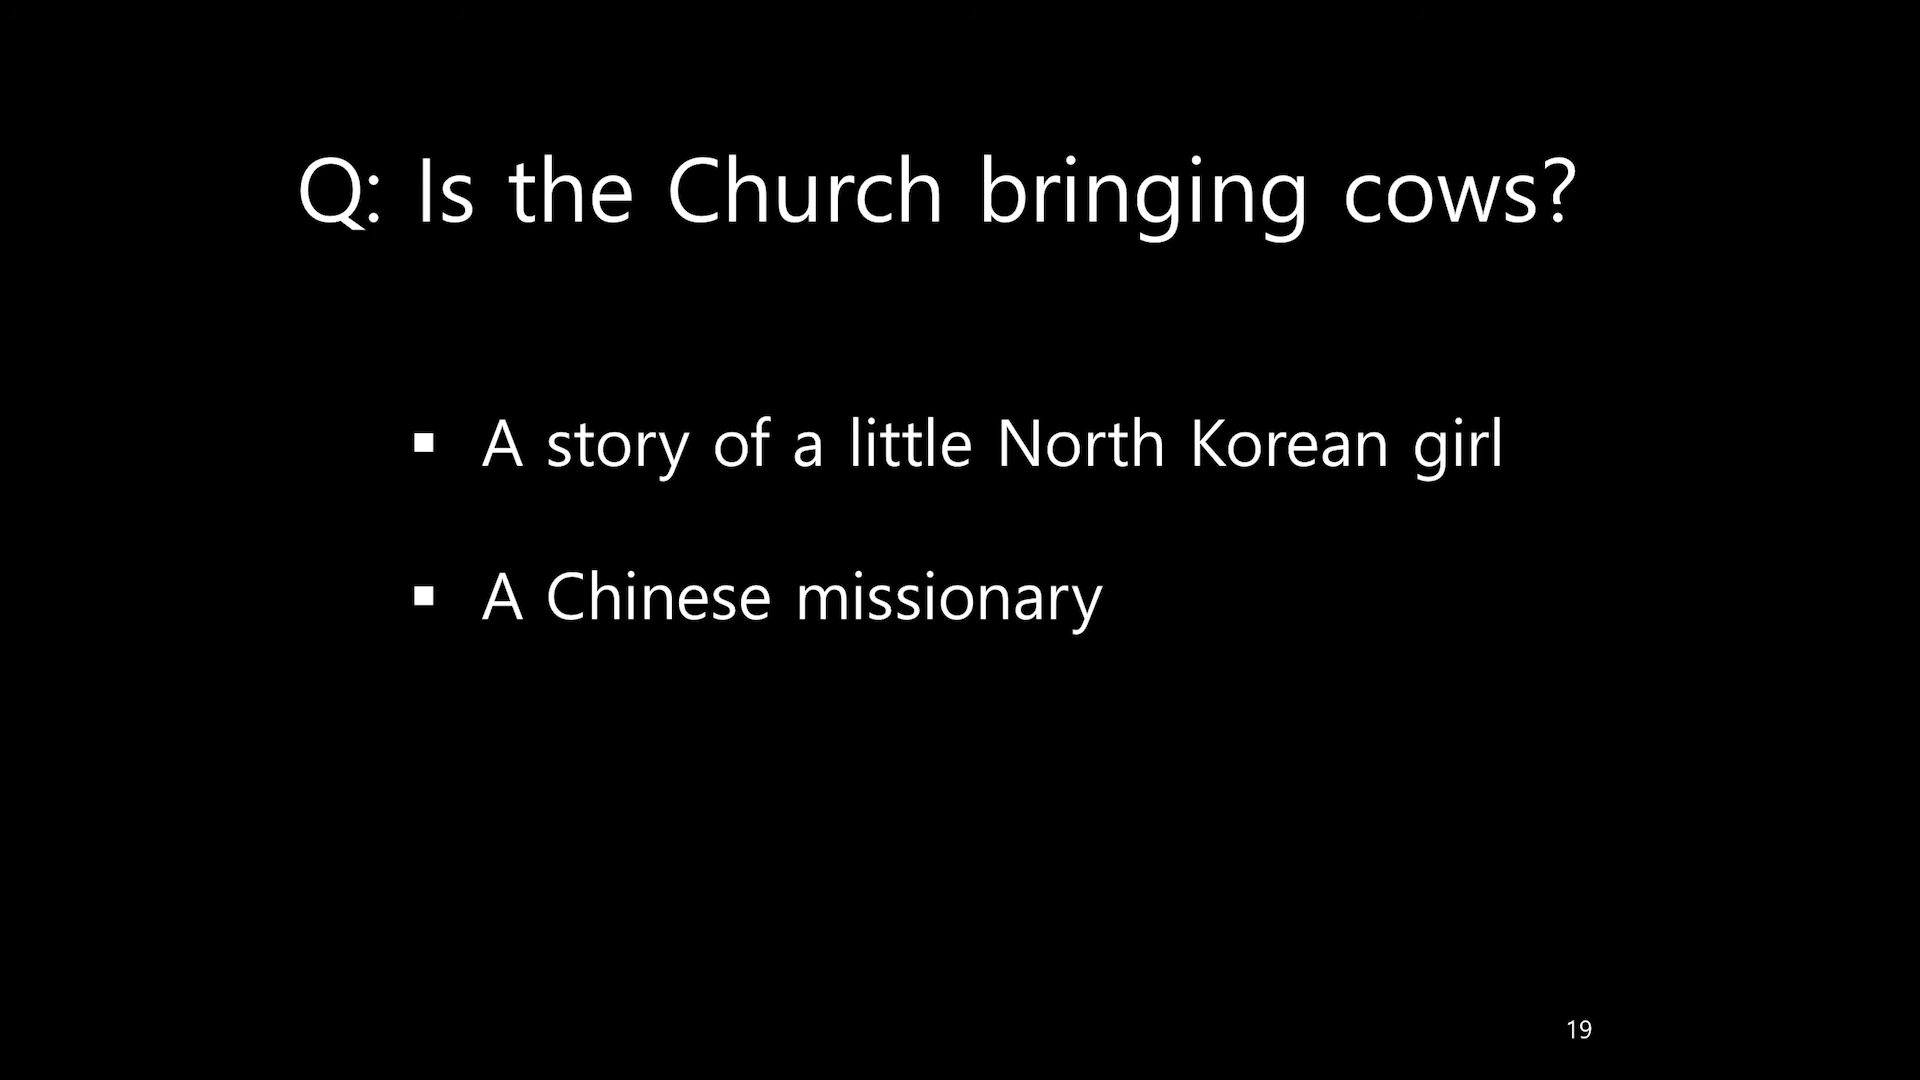 Q: Is the Church bringing cows?
▪ A story of a little North Korean girl
▪ A Chinese missionary
19